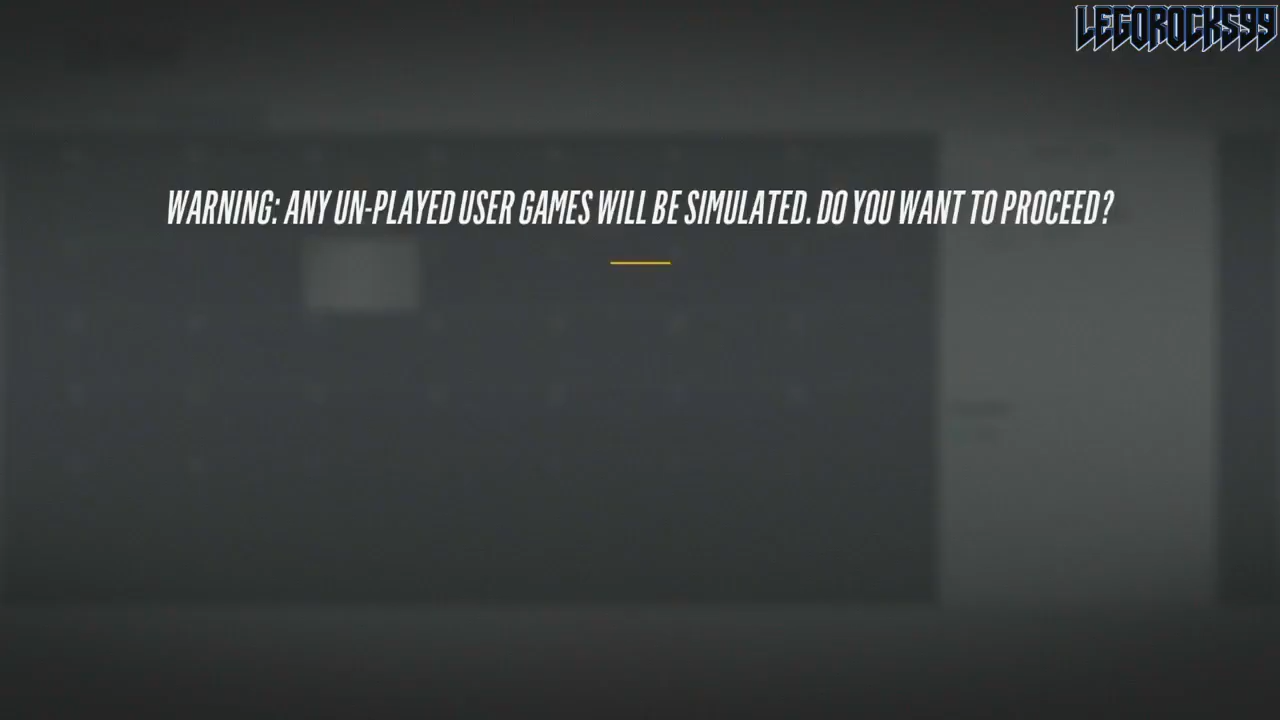 LEGOROCKS99
WARNING: ANY UN-PLAYED USER GAMES WILL BE SIMULATED. DO YOU WANT TO PROCEED?